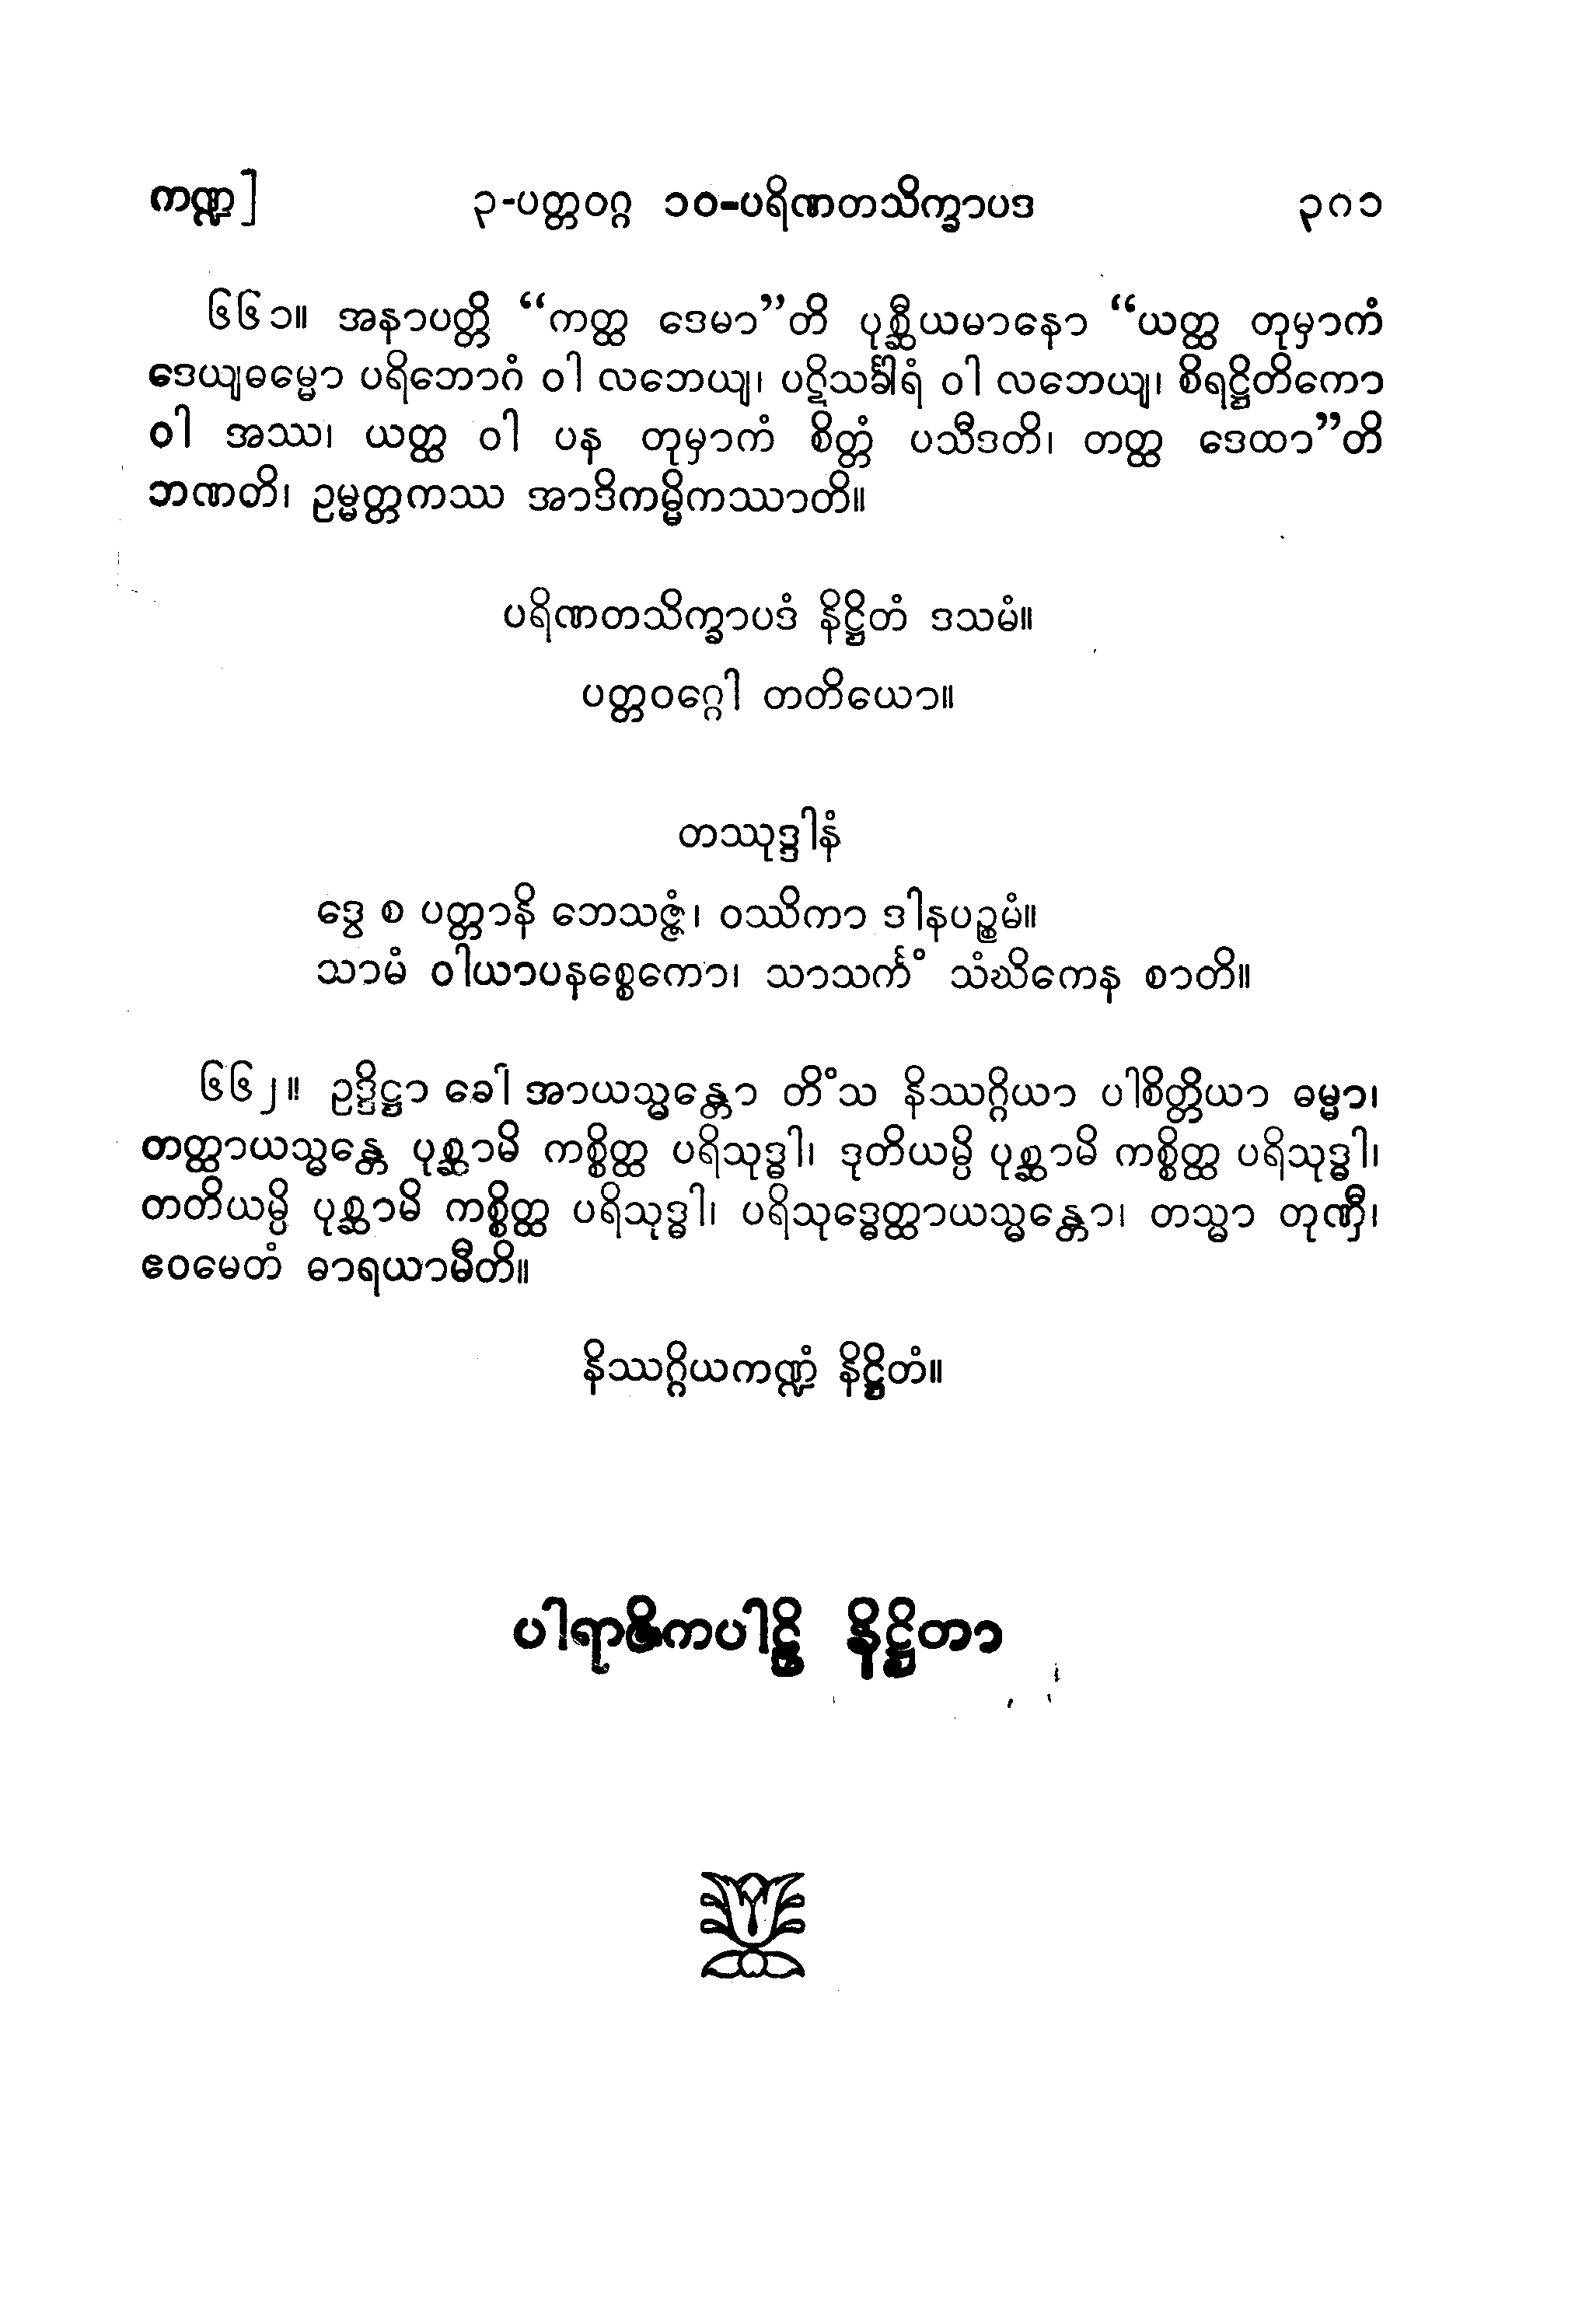 ကဏ္ဍ] ၃-ပတ္တဝဂ္ဂ ၁၀-ပရိဏတသိက္ခာပဒ ၃၈၁
၆၆၁။ အနာပတ္တိ “ကတ္ထ ဒေမာ”တိ ပုစ္ဆီယမာနော “ယတ္ထ တုမှာကံ
ဒေယျဓမ္မော ပရိဘောဂံ ဝါ လဘေယျ၊ ပဋိသင်္ခါရံ ဝါ လဘေယျ၊ စိရဋ္ဌိတိကော
ဝါ အဿ၊ ယတ္ထ ဝါ ပန တုမှာကံ စိတ္တံ ပသီဒတိ၊ တတ္ထ ဒေထာ”တိ
ဘဏတိ၊ ဥမ္မတ္တကဿ အာဒိကမ္မိကဿာတိ။
ပရိဏတသိက္ခာပဒံ နိဋ္ဌိတံ ဒသမံ။
ပတ္တဝဂ္ဂေါ တတိယော။
တဿုဒ္ဒါနံ
ဒွေ စ ပတ္တာနိ ဘေသဇ္ဇံ၊ ဝဿိကာ ဒါနပဉ္စမံ။
သာမံ ဝါယာပနစ္စေကော၊ သာသင်္ကံ သံဃိကေန စာတိ။
၆၆၂။ ဥဒ္ဒိဋ္ဌာ ခေါ အာယသ္မန္တော တိံသ နိဿဂ္ဂိယာ ပါစိတ္တိယာ ဓမ္မာ၊
တတ္ထာယသ္မန္တေ ပုစ္ဆာမိ ကစ္စိတ္ထ ပရိသုဒ္ဓါ၊ ဒုတိယမ္ပိ ပုစ္ဆာမိ ကစ္စိတ္ထ ပရိသုဒ္ဓါ၊
တတိယမ္ပိ ပုစ္ဆာမိ ကစ္စိတ္ထ ပရိသုဒ္ဓါ၊ ပရိသုဒ္ဓေတ္ထာယသ္မန္တော၊ တသ္မာ တုဏှီ၊
ဧဝမေတံ ဓာရယာမီတိ။
နိဿဂ္ဂိယကဏ္ဍံ နိဋ္ဌိတံ။
ပါရာဇိကပါဠိ နိဋ္ဌိတာ